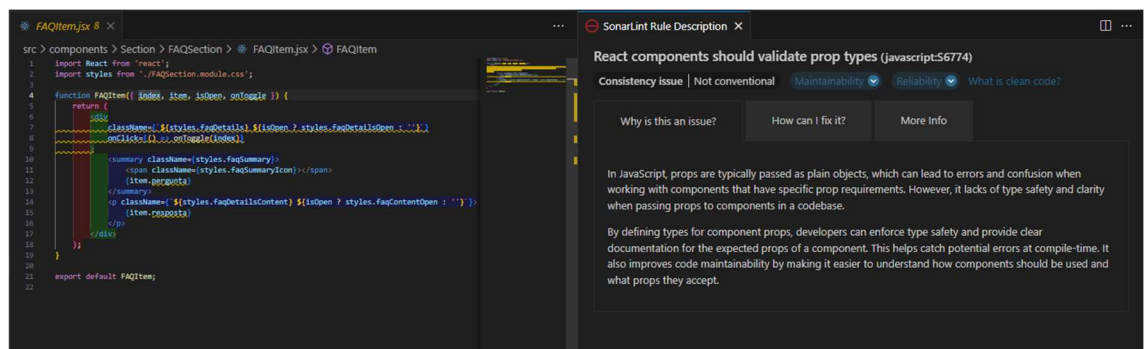 FAQItem.jsx 8
src > components > Section > FAQSection > FAQItem.jsx > FAQItem
1 import React from 'react';
2 import styles from './FAQSection.module.css';
3
4 function FAQItem({ index, item, isOpen, onToggle }) {
5 return (
6 <div
7 className={`${styles.faqDetails} ${isOpen ? styles.faqDetailsOpen : ''}`}
8 onClick={() => onToggle(index)}
9 >
10 <summary className={styles.faqSummary}>
11 <span className={styles.faqSummaryIcon}></span>
12 {item.pergunta}
13 </summary>
14 <p className={`${styles.faqDetailsContent} ${isOpen ? styles.faqContentOpen : ''}`}>
15 {item.resposta}
16 </p>
17 </div>
18 );
19 }
20
21 export default FAQItem;
22
SonarLint Rule Description
React components should validate prop types (javascript:S6774)
Consistency issue | Not conventional Maintainability Reliability What is clean code?
Why is this an issue? How can I fix it? More Info
In JavaScript, props are typically passed as plain objects, which can lead to errors and confusion when
working with components that have specific prop requirements. However, it lacks of type safety and clarity
when passing props to components in a codebase.
By defining types for component props, developers can enforce type safety and provide clear
documentation for the expected props of a component. This helps catch potential errors at compile-time. It
also improves code maintainability by making it easier to understand how components should be used and
what props they accept.